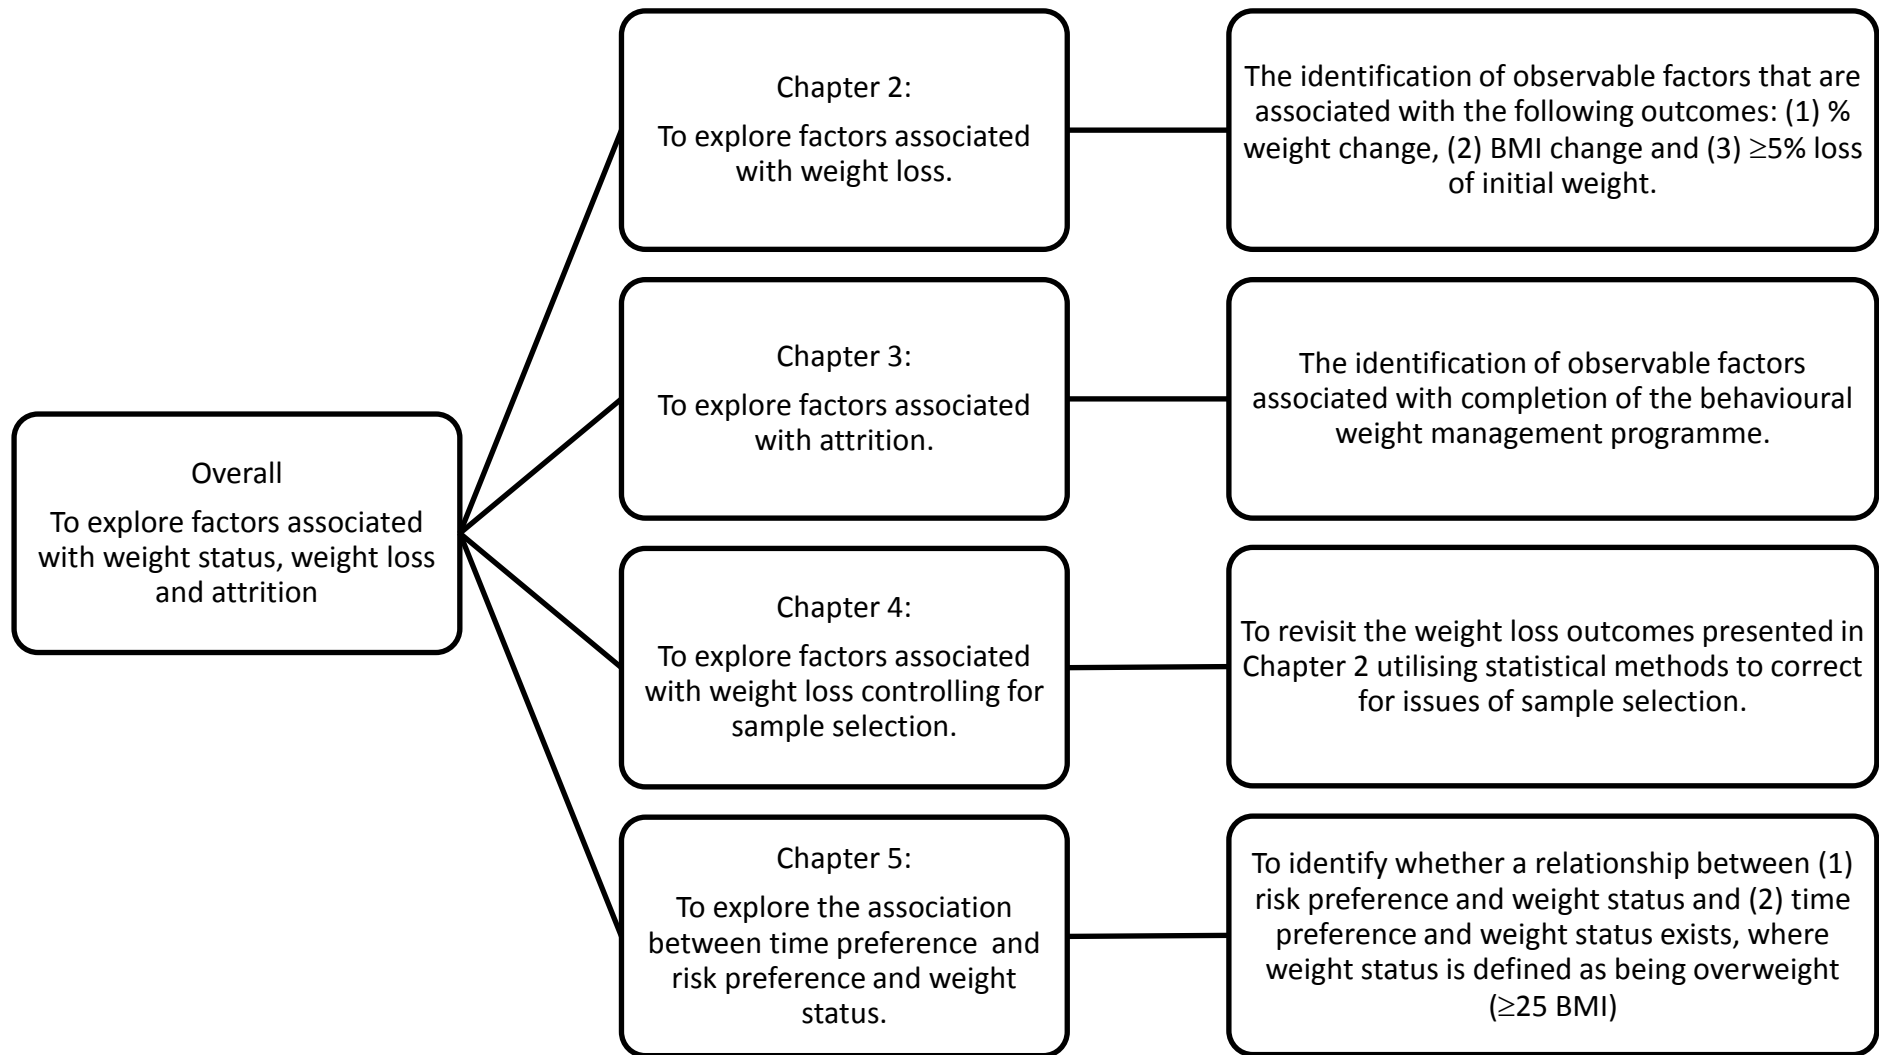 Overall
To explore factors associated
with weight status, weight loss
and attrition
Chapter 2:
To explore factors associated
with weight loss.
The identification of observable factors that are
associated with the following outcomes: (1) %
weight change, (2) BMI change and (3) ≥5% loss
of initial weight.
Chapter 3:
To explore factors associated
with attrition.
The identification of observable factors
associated with completion of the behavioural
weight management programme.
Chapter 4:
To explore factors associated
with weight loss controlling for
sample selection.
To revisit the weight loss outcomes presented in
Chapter 2 utilising statistical methods to correct
for issues of sample selection.
Chapter 5:
To explore the association
between time preference  and
risk preference and weight
status.
To identify whether a relationship between (1)
risk preference and weight status and (2) time
preference and weight status exists, where
weight status is defined as being overweight
(≥25 BMI)